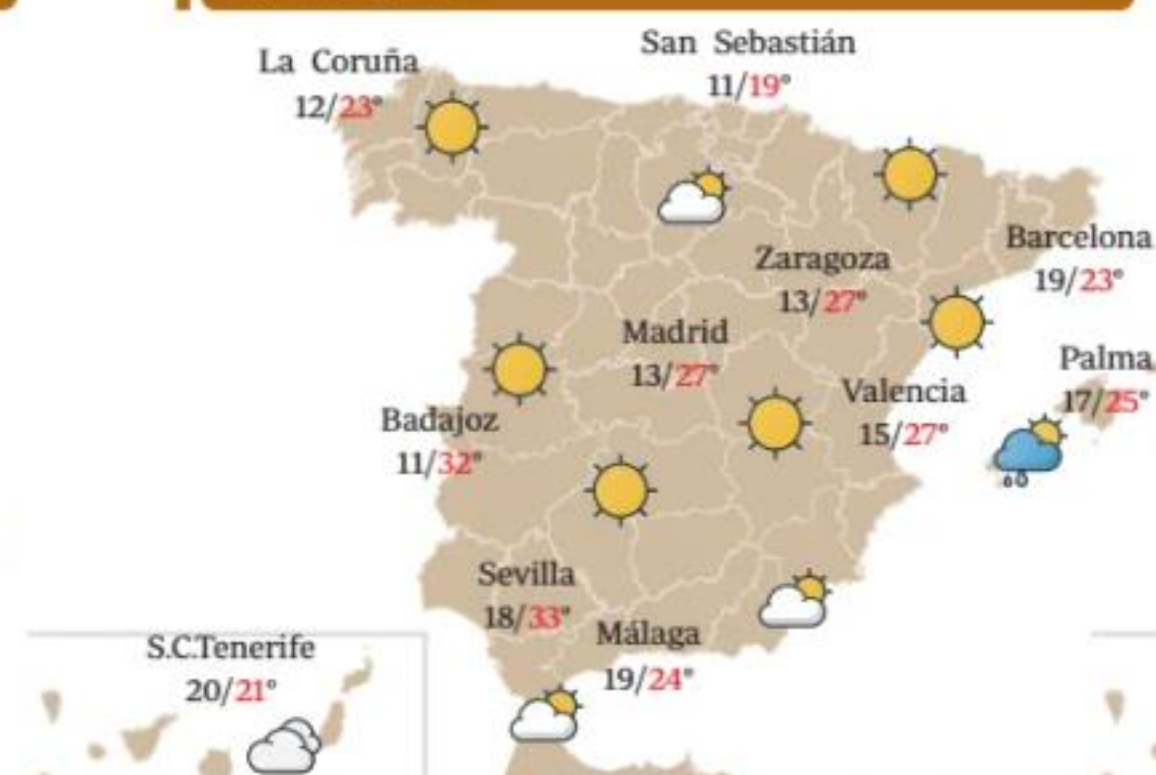 La Coruña
12/23°
San Sebastián
11/19°
Barcelona
19/23°
Zaragoza
13/27°
Madrid
13/27°
Palma
17/25°
Valencia
15/27°
Badajoz
11/32°
Sevilla
18/33°
Málaga
19/24°
S.C.Tenerife
20/21°